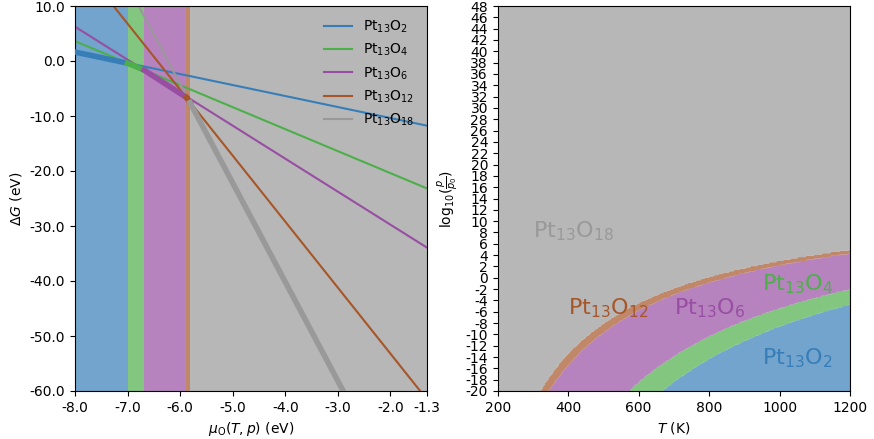 10.0
0.0
-10.0
-20.0
-30.0
-40.0
-50.0
-60.0
ΔG (eV)
-8.0 -7.0 -6.0 -5.0 -4.0 -3.0 -2.0 -1.3
μ_O(T, p) (eV)
Pt₁₃O₂
Pt₁₃O₄
Pt₁₃O₆
Pt₁₃O₁₂
Pt₁₃O₁₈
48
46
44
42
40
38
36
34
32
30
28
26
24
22
20
18
16
14
12
10
8
6
4
2
0
-2
-4
-6
-8
-10
-12
-14
-16
-18
-20
log₁₀(p/p₀)
Pt₁₃O₁₈
Pt₁₃O₄
Pt₁₃O₁₂ Pt₁₃O₆
Pt₁₃O₂
200 400 600 800 1000 1200
T (K)